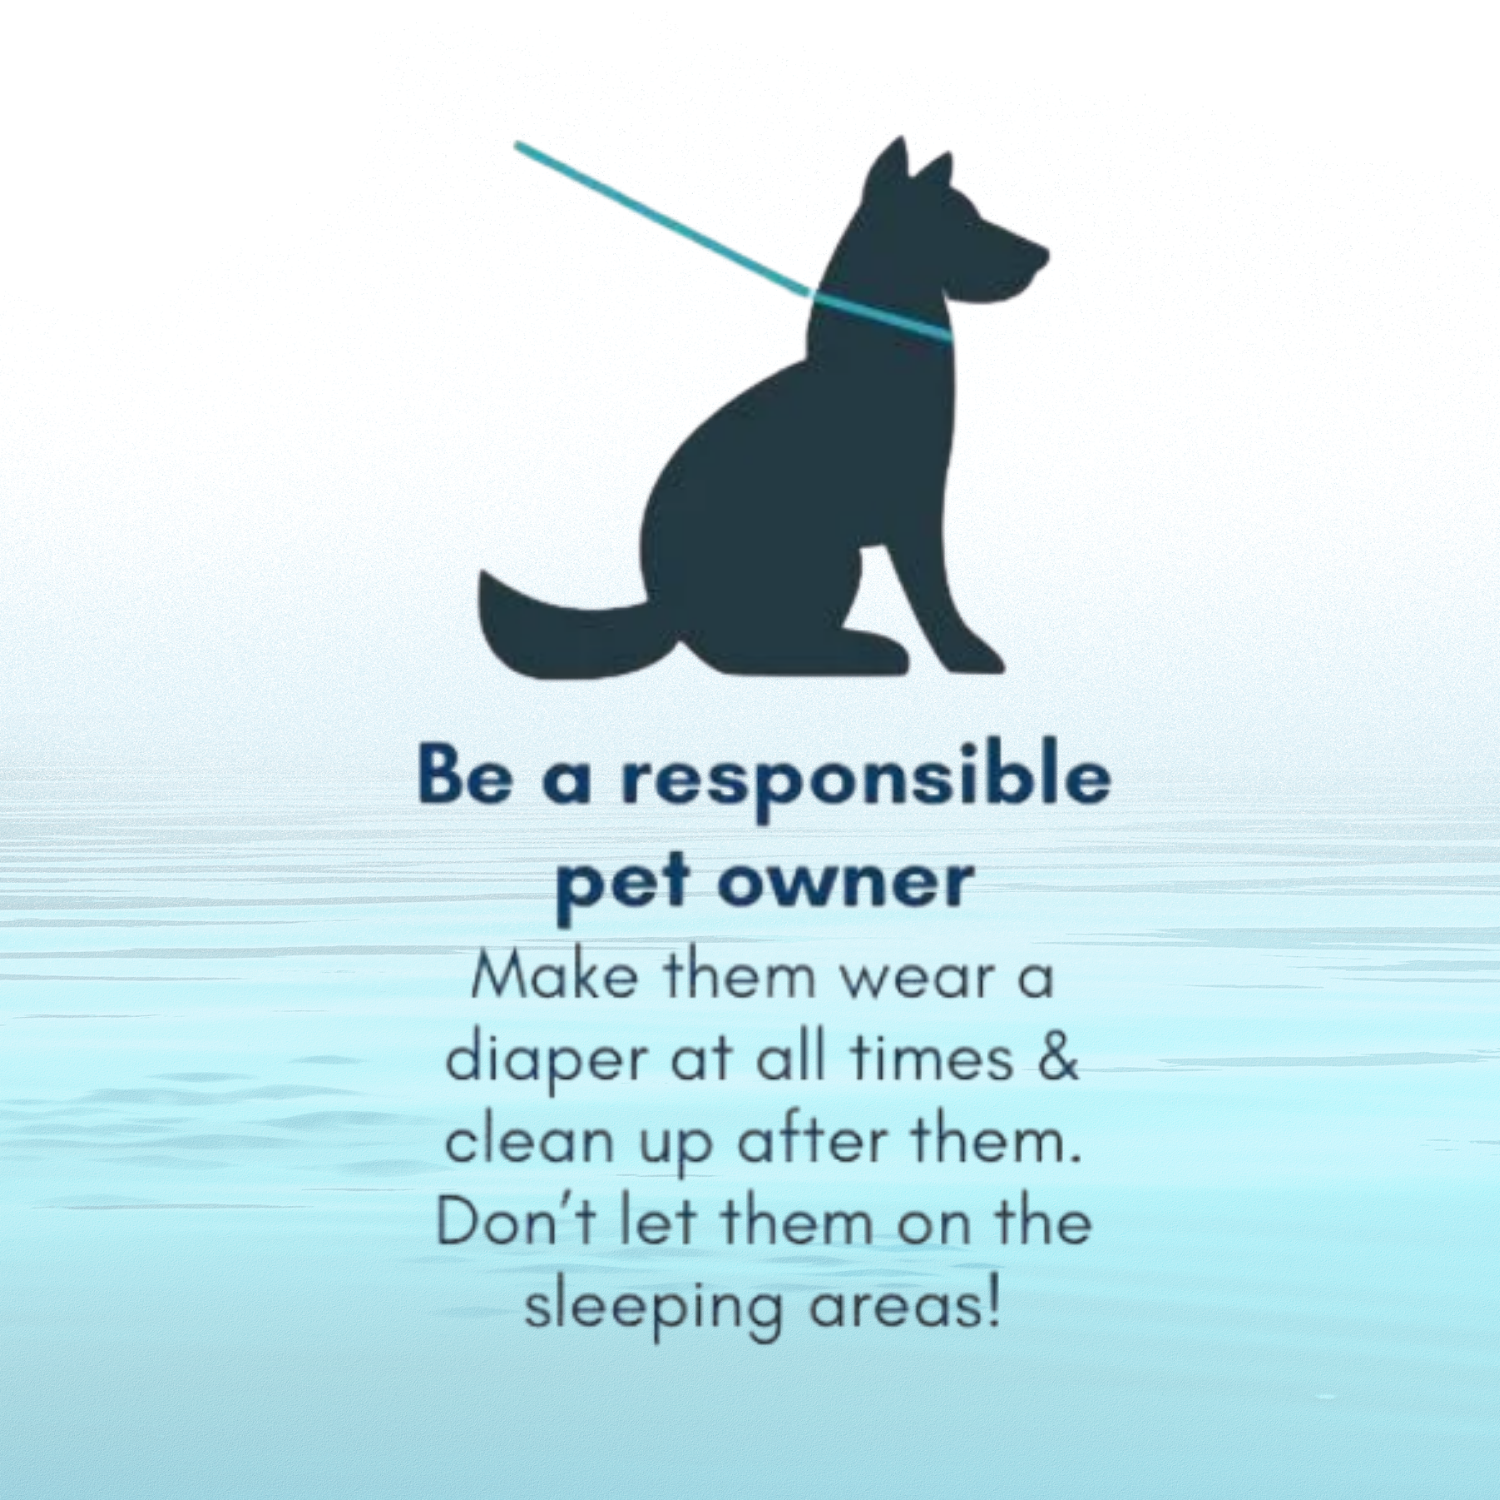 Be a responsible
pet owner
Make them wear a
diaper at all times &
clean up after them.
Don't let them on the
sleeping areas!